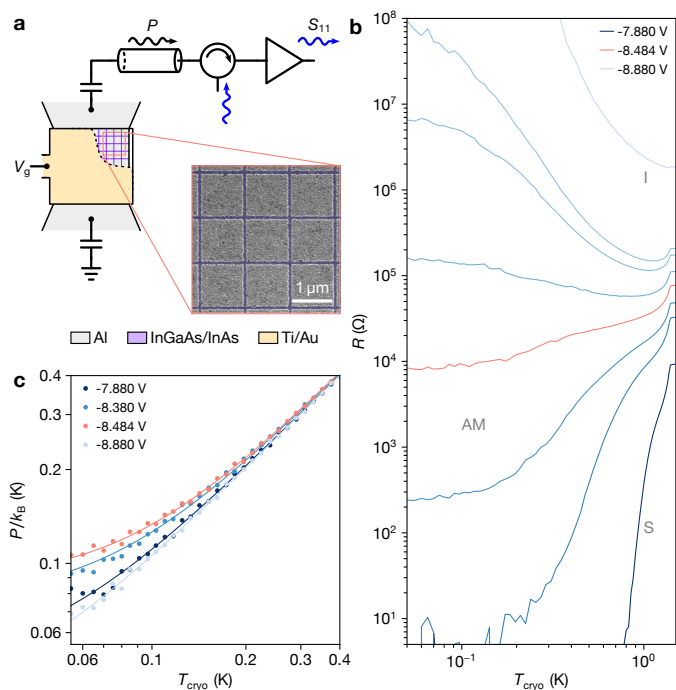 a
P
S11
Vg
1 μm
Al
InGaAs/InAs
Ti/Au
b
10^8
10^7
10^6
10^5
10^4
10^3
10^2
10^1
R (Ω)
-7.880 V
-8.484 V
-8.880 V
I
AM
S
10^-1
10^0
Tcryo (K)
c
0.4
0.3
0.2
0.1
0.06
P/kB (K)
-7.880 V
-8.380 V
-8.484 V
-8.880 V
0.06
0.1
0.2
0.3
0.4
Tcryo (K)